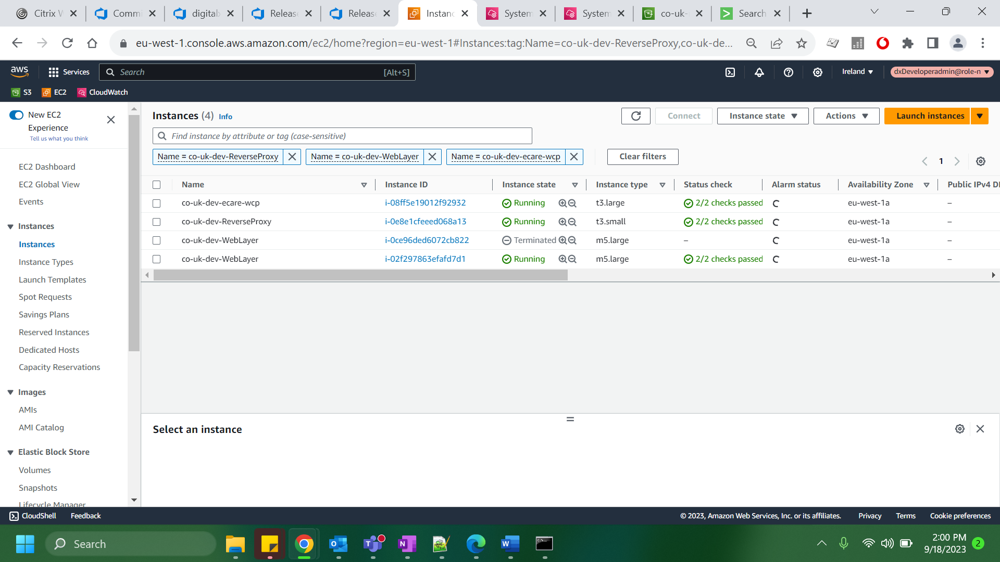 Citrix W
Commi
digitalx
Release
Release
Instanc
System
System
co-uk-
Search
eu-west-1.console.aws.amazon.com/ec2/home?region=eu-west-1#Instances:tag:Name=co-uk-dev-ReverseProxy,co-uk-de...
aws
Services
Search
[Alt+S]
Ireland
dxDeveloperadmin@role-n
S3
EC2
CloudWatch
New EC2
Experience
Tell us what you think
EC2 Dashboard
EC2 Global View
Events
Instances
Instances
Instance Types
Launch Templates
Spot Requests
Savings Plans
Reserved Instances
Dedicated Hosts
Capacity Reservations
Images
AMIs
AMI Catalog
Elastic Block Store
Volumes
Snapshots
Lifecycle Manager
Instances (4) Info
Connect
Instance state
Actions
Launch instances
Find instance by attribute or tag (case-sensitive)
Name = co-uk-dev-ReverseProxy
Name = co-uk-dev-WebLayer
Name = co-uk-dev-ecare-wcp
Clear filters
1
Name Instance ID Instance state Instance type Status check Alarm status Availability Zone Public IPv4 D
co-uk-dev-ecare-wcp i-08ff5e19012f92932 Running t3.large 2/2 checks passed eu-west-1a –
co-uk-dev-ReverseProxy i-0e8e1cfeeed068a13 Running t3.small 2/2 checks passed eu-west-1a –
co-uk-dev-WebLayer i-0ce96ded6072cb822 Terminated m5.large – eu-west-1a –
co-uk-dev-WebLayer i-02f297863efafd7d1 Running m5.large 2/2 checks passed eu-west-1a –
Select an instance
CloudShell
Feedback
© 2023, Amazon Web Services, Inc. or its affiliates.
Privacy
Terms
Cookie preferences
Search
2:00 PM
9/18/2023
2